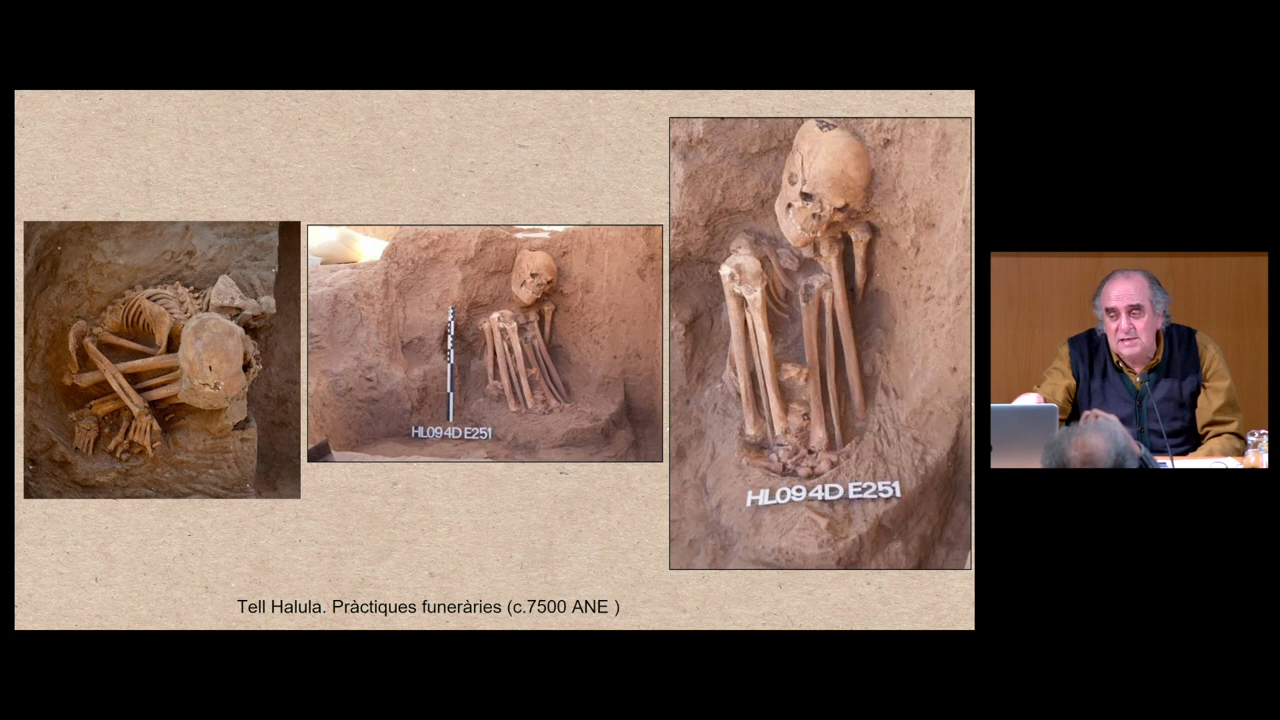 HL09 4D E251
HL09 4D E251
Tell Halula. Pràctiques funeràries (c.7500 ANE )